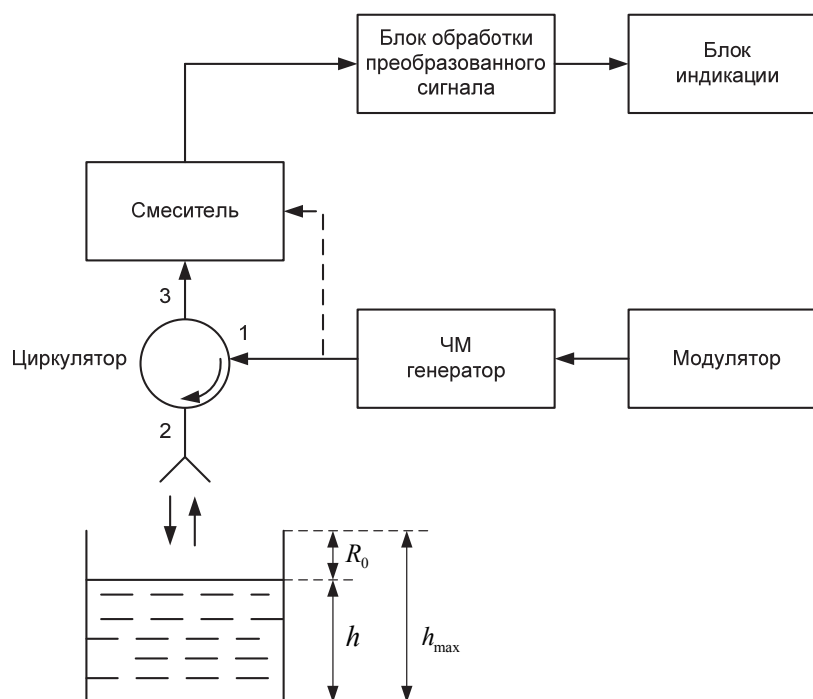 Блок обработки
преобразованного
сигнала
Блок
индикации
Смеситель
3
1
Циркулятор
ЧМ
генератор
Модулятор
2
R₀
h
hₘₐₓ